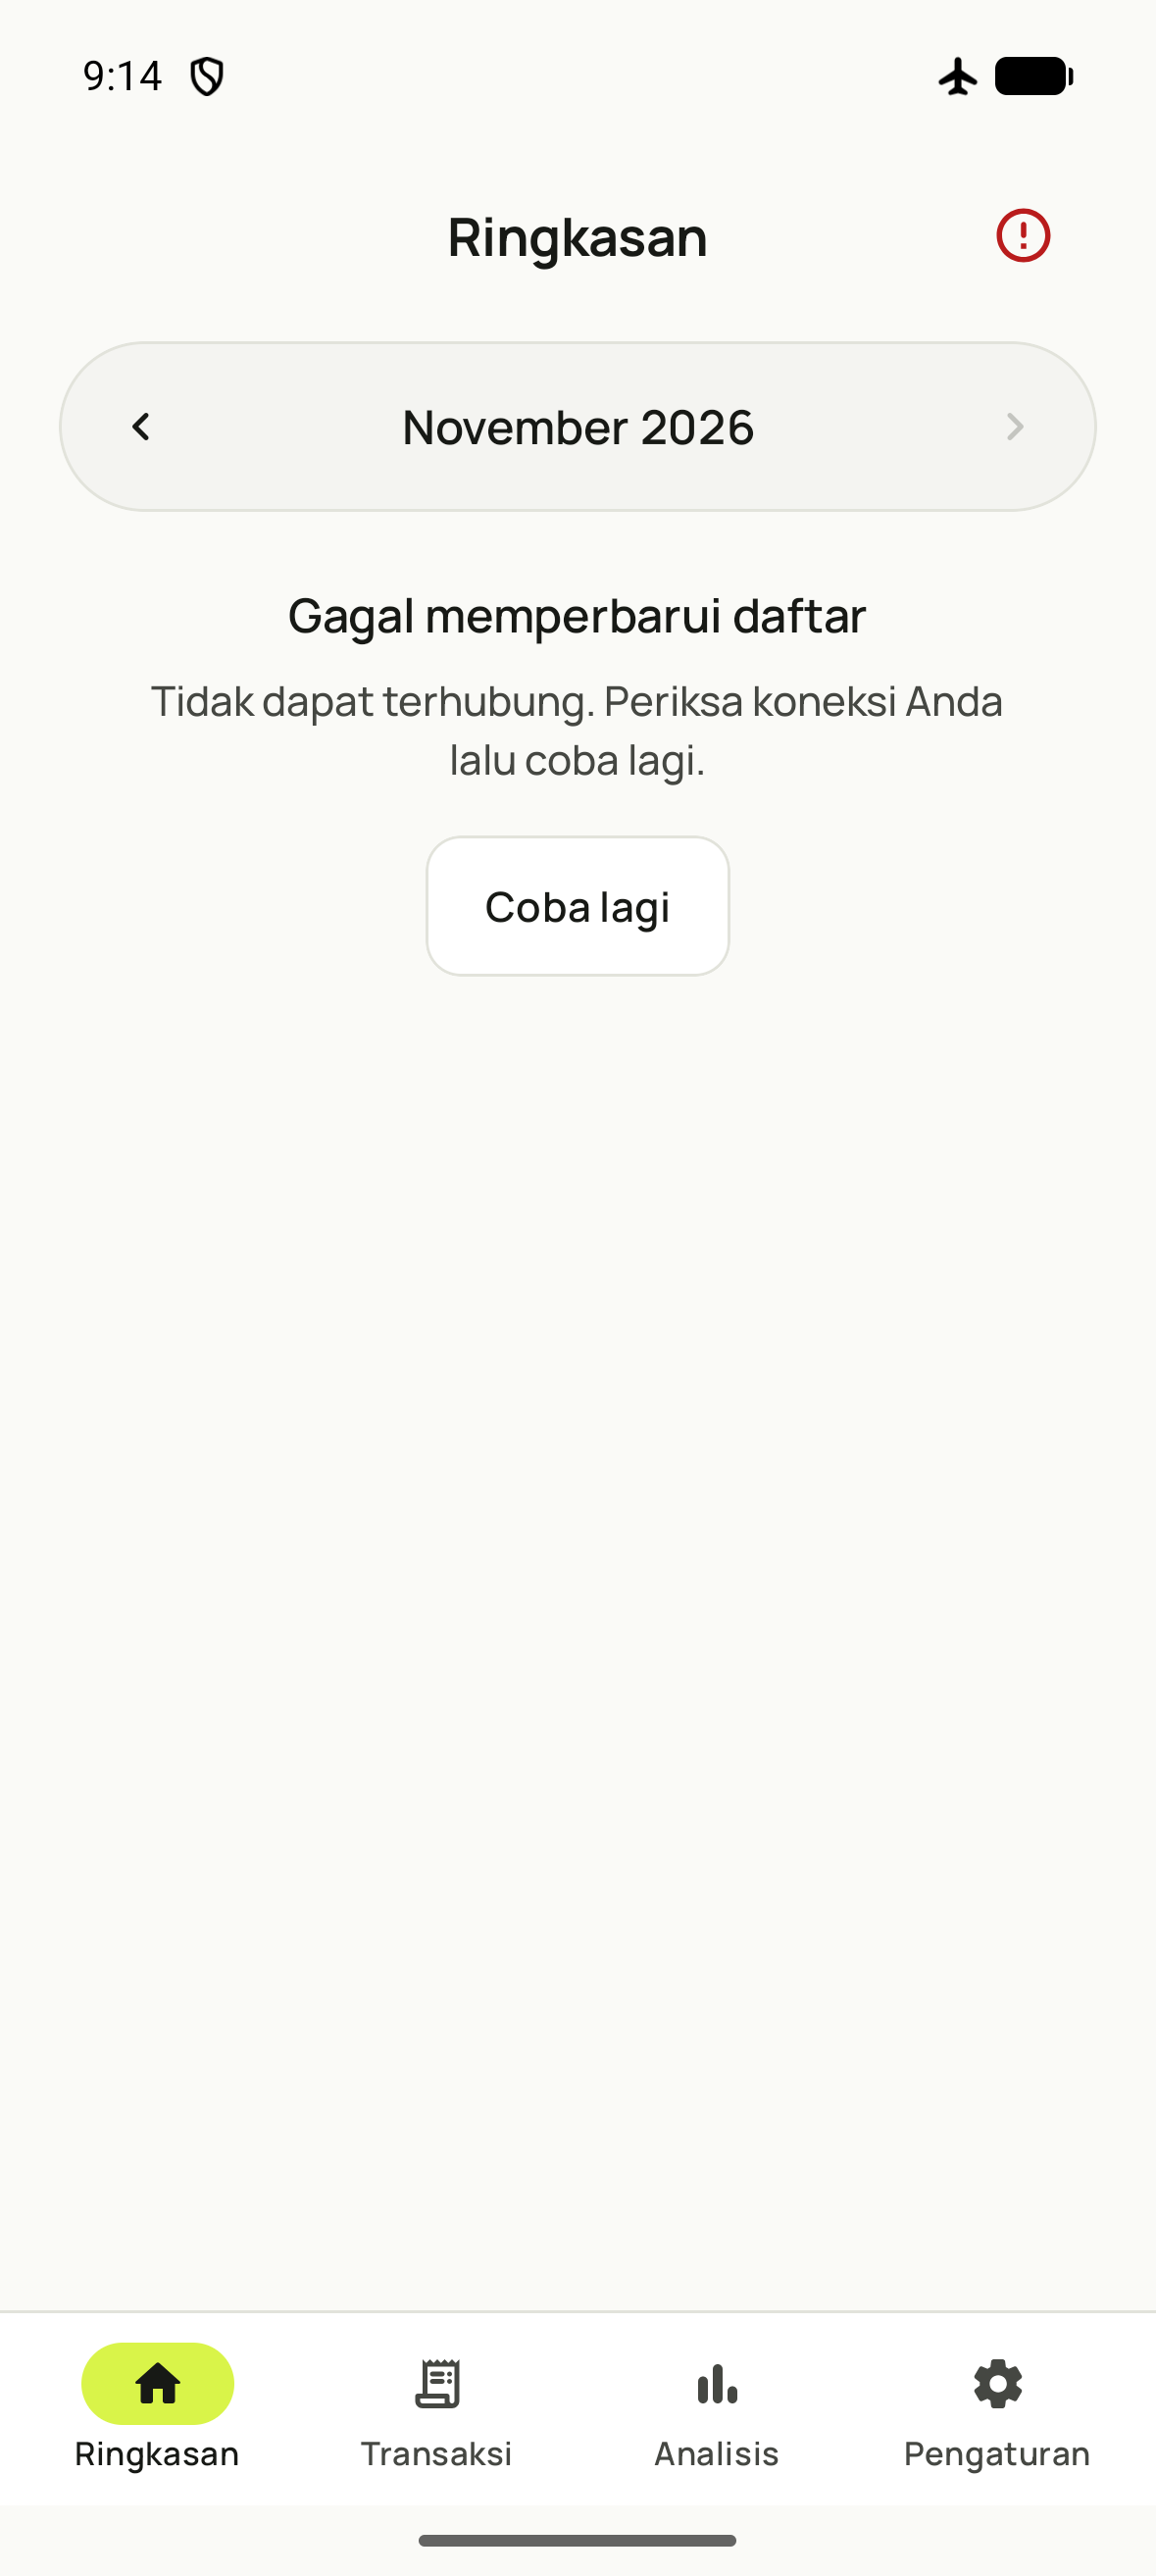 9:14
Ringkasan
November 2026
Gagal memperbarui daftar
Tidak dapat terhubung. Periksa koneksi Anda
lalu coba lagi.
Coba lagi
Ringkasan
Transaksi
Analisis
Pengaturan